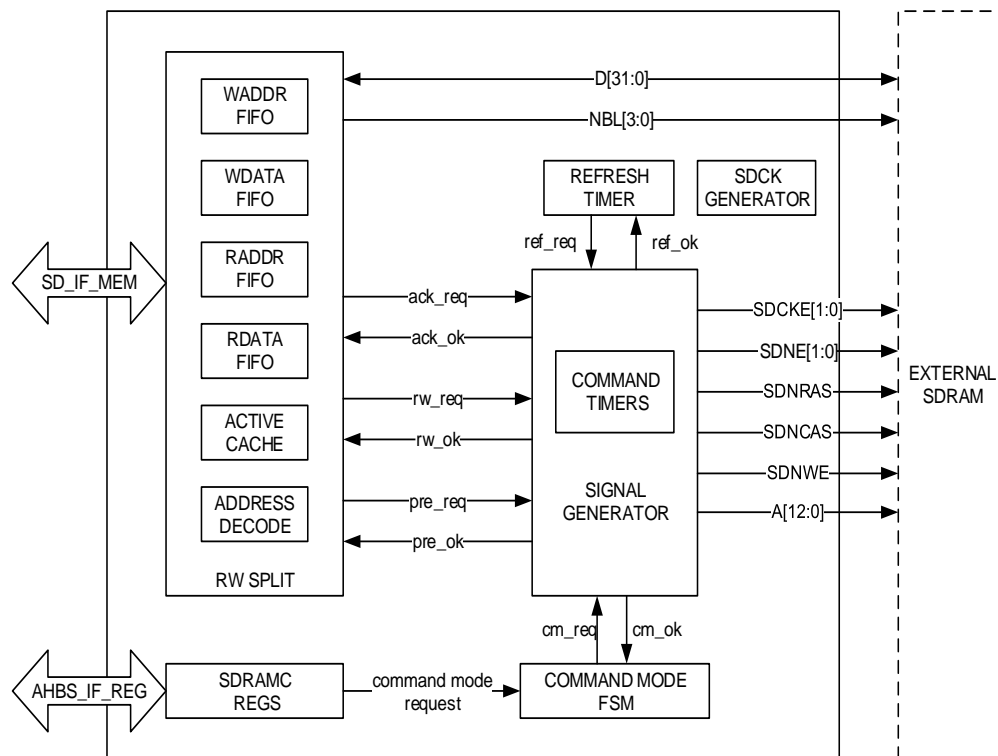 D[31:0]
WADDR
FIFO
NBL[3:0]
WDATA
FIFO
REFRESH
TIMER
SDCK
GENERATOR
RADDR
FIFO
ref_req
ref_ok
SD_IF_MEM
ack_req
SDCKE[1:0]
ack_ok
RDATA
FIFO
SDNE[1:0]
COMMAND
TIMERS
EXTERNAL
SDRAM
SDNRAS
rw_req
ACTIVE
CACHE
rw_ok
SDNCAS
SDNWE
ADDRESS
DECODE
pre_req
SIGNAL
GENERATOR
A[12:0]
pre_ok
RW SPLIT
cm_req
cm_ok
AHBS_IF_REG
SDRAMC
REGS
command mode
request
COMMAND MODE
FSM